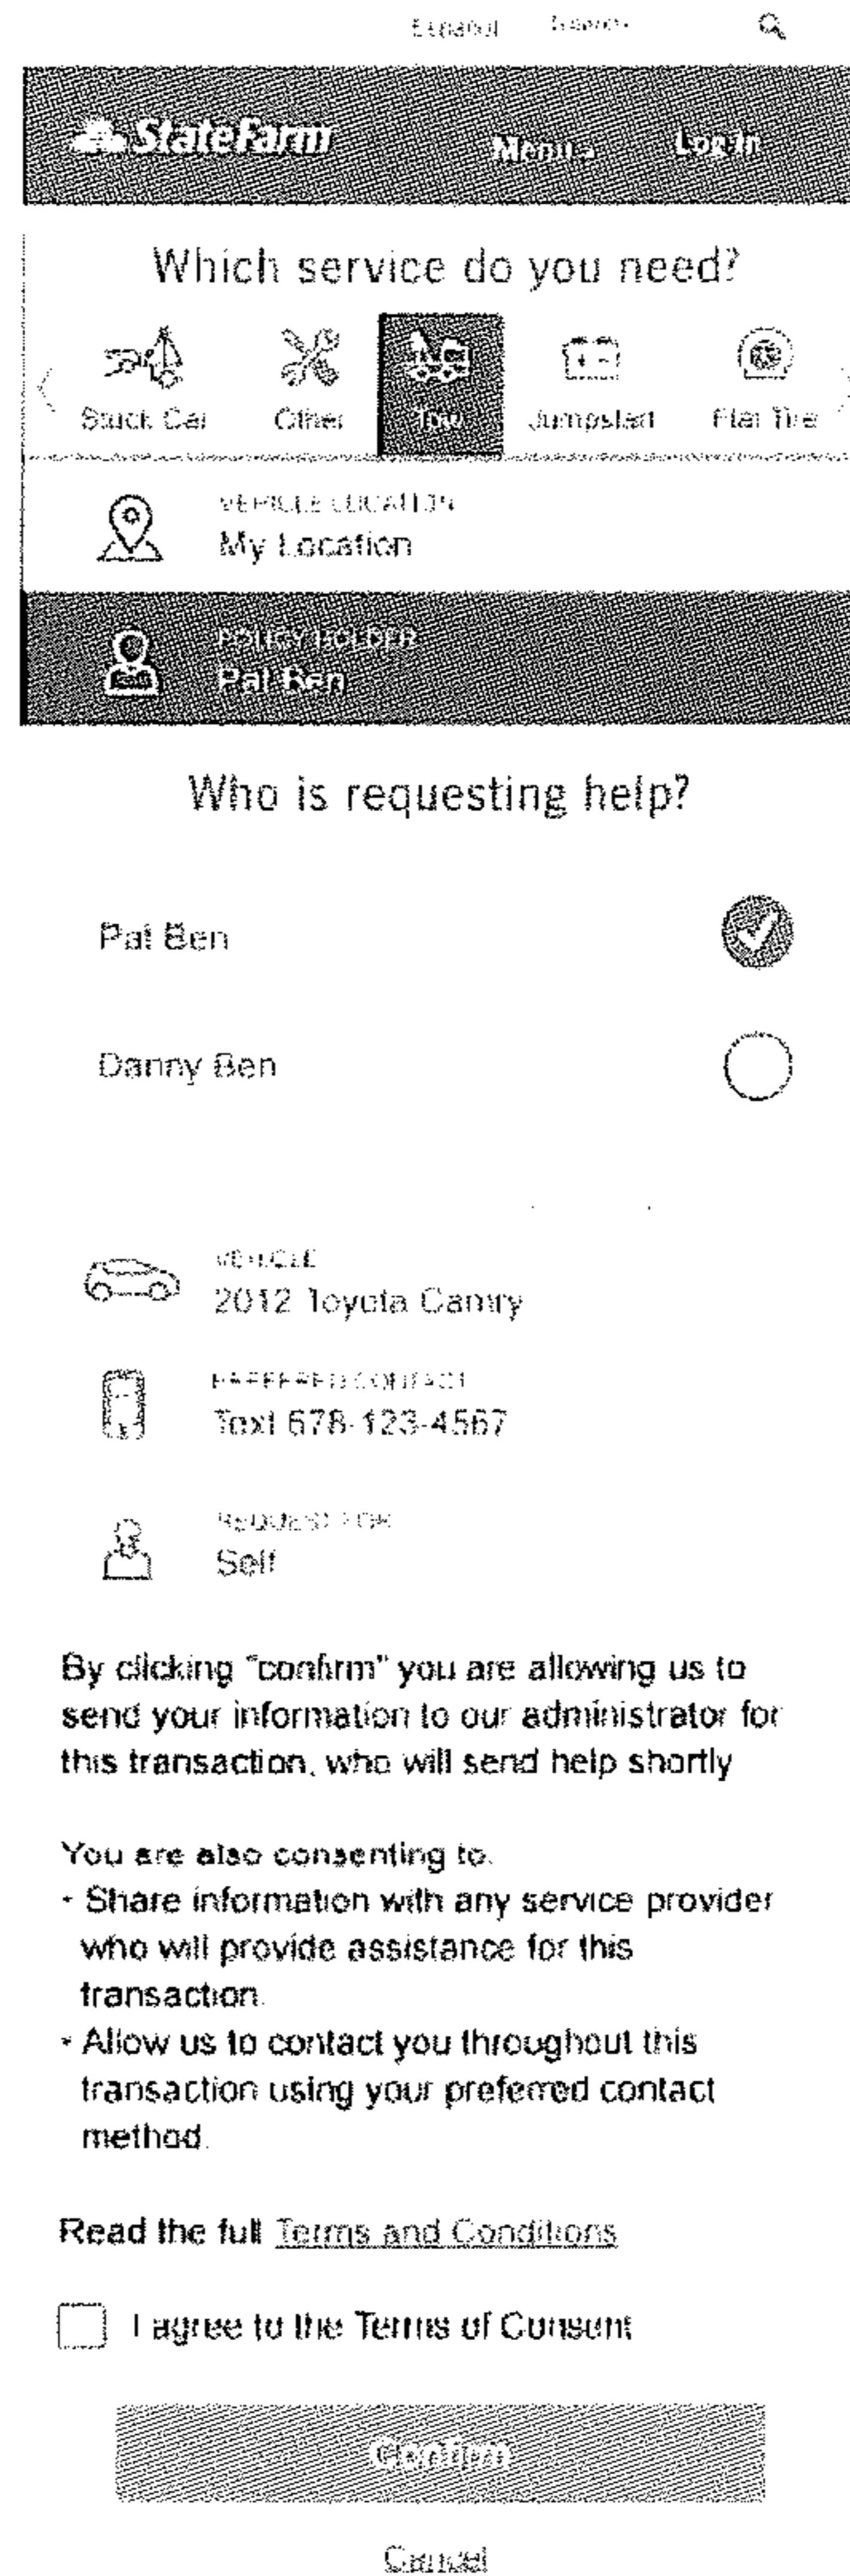 Español
StateFarm Menu Log in
Which service do you need?
Stuck Car Other Tow Jumpstart Flat Tire
VEHICLE LOCATION
My Location
POLICY HOLDER
Pat Ben
Who is requesting help?
Pat Ben
Danny Ben
VEHICLE
2012 Toyota Camry
PREFERRED CONTACT
Text 678-123-4567
REQUEST FOR
Self
By clicking "confirm" you are allowing us to
send your information to our administrator for
this transaction, who will send help shortly
You are also consenting to.
- Share information with any service provider
who will provide assistance for this
transaction.
- Allow us to contact you throughout this
transaction using your preferred contact
method.
Read the full Terms and Conditions
I agree to the Terms of Consent
Confirm
Cancel